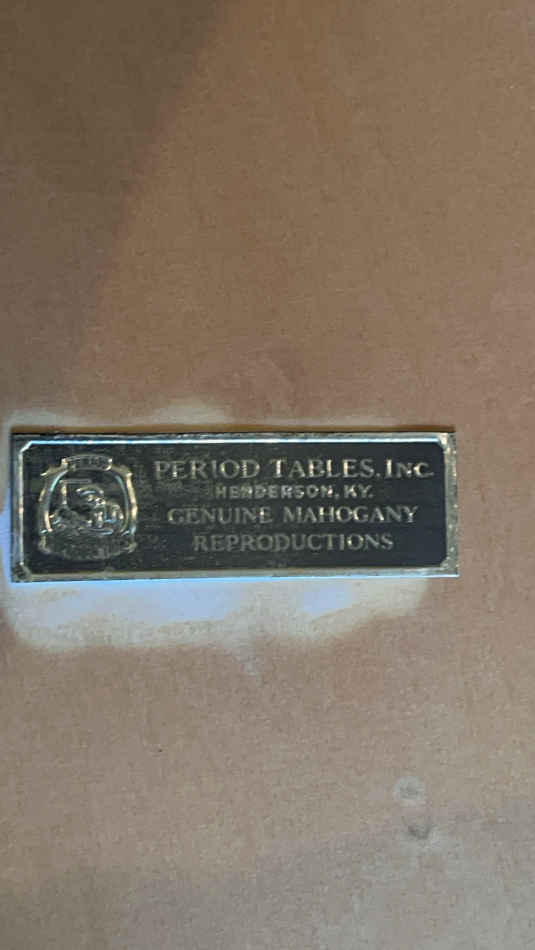 PERIOD TABLES, INC.
HENDERSON, KY.
GENUINE MAHOGANY
REPRODUCTIONS